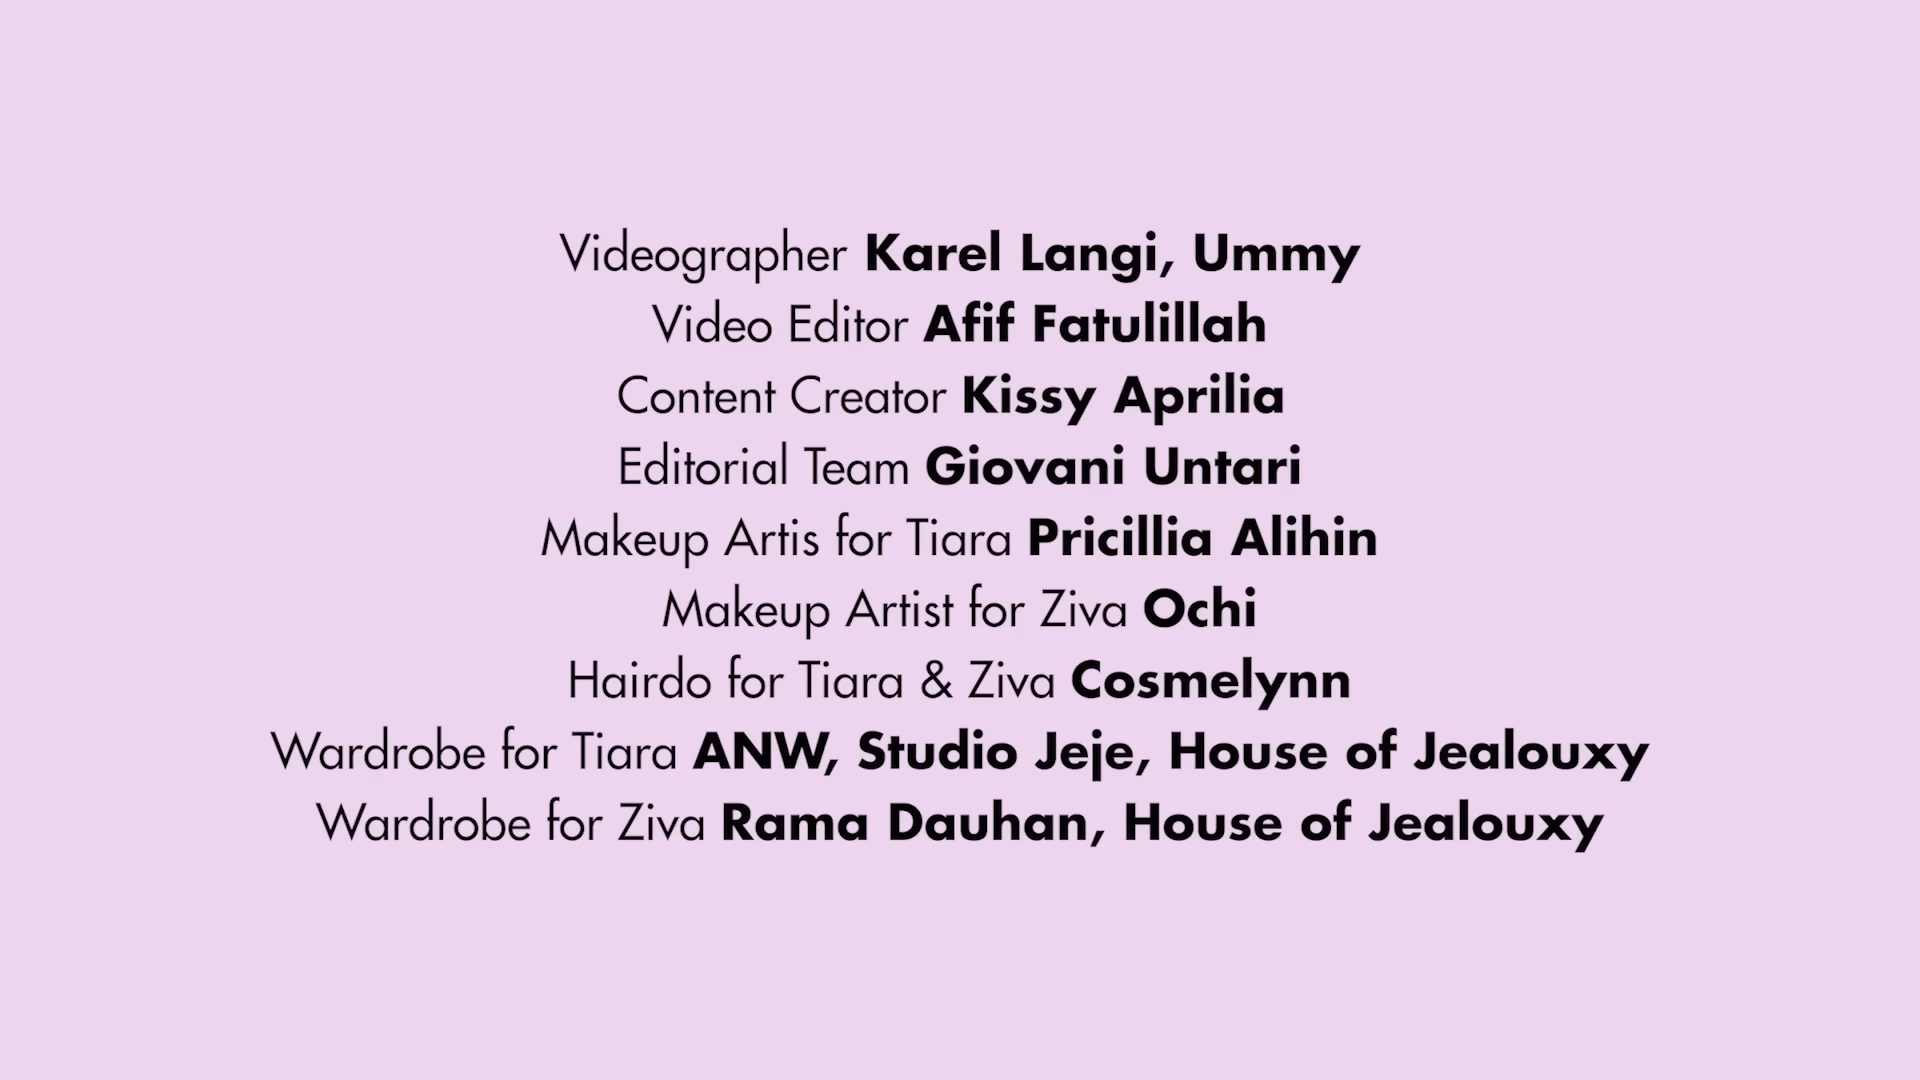 Videographer Karel Langi, Ummy
Video Editor Afif Fatulillah
Content Creator Kissy Aprilia
Editorial Team Giovani Untari
Makeup Artis for Tiara Pricillia Alihin
Makeup Artist for Ziva Ochi
Hairdo for Tiara & Ziva Cosmelynn
Wardrobe for Tiara ANW, Studio Jeje, House of Jealouxy
Wardrobe for Ziva Rama Dauhan, House of Jealouxy